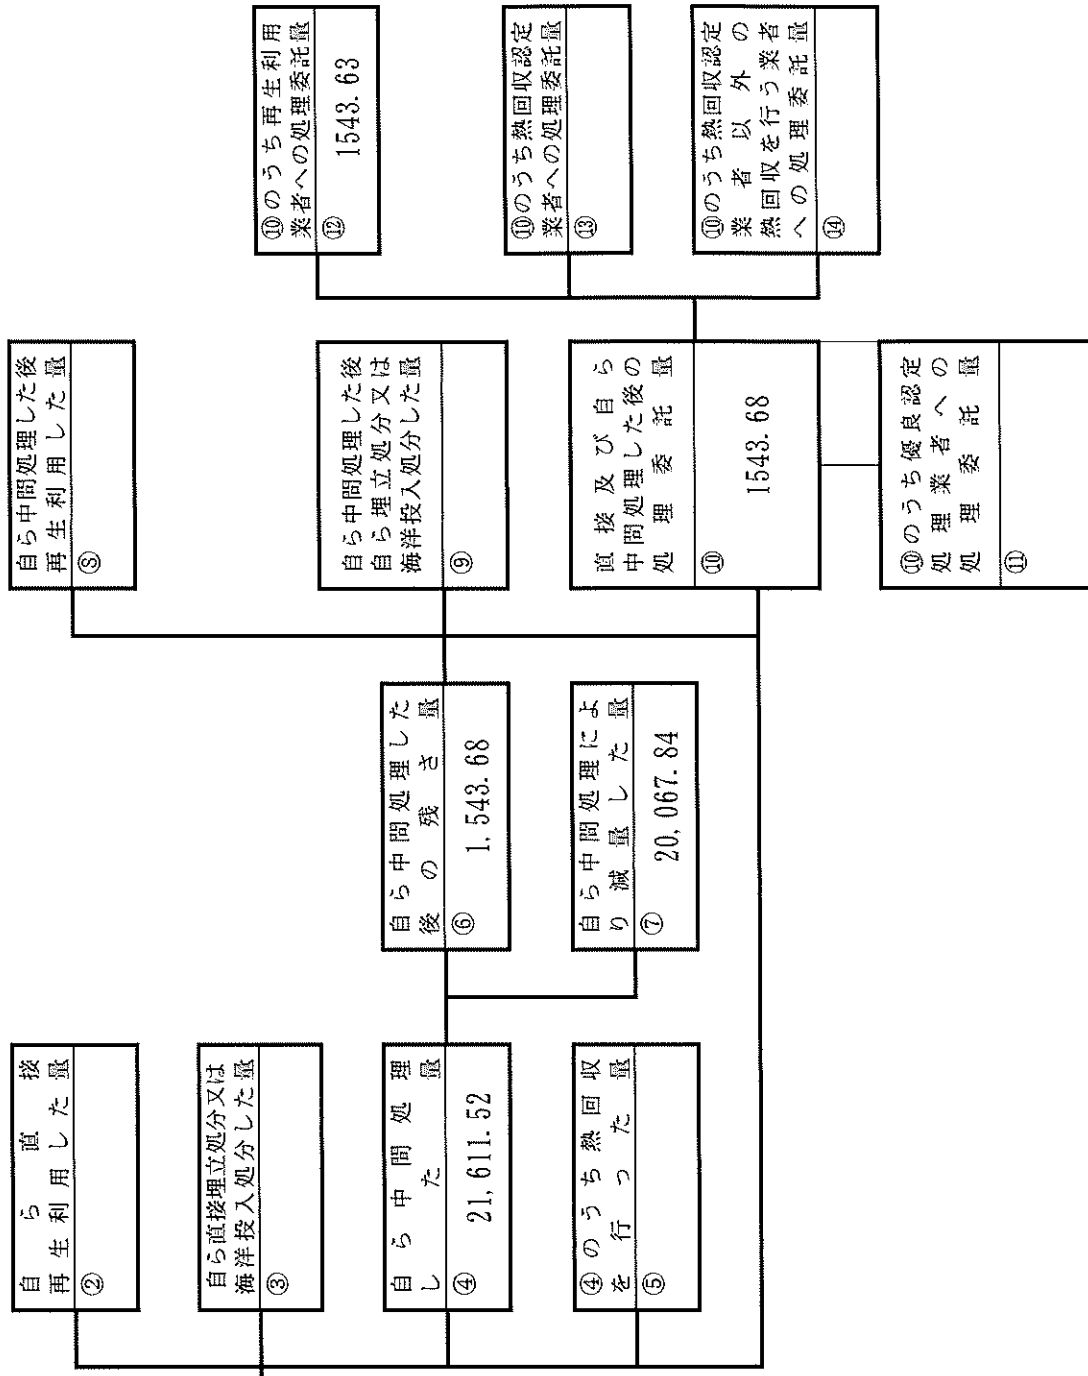 自ら直接
再生利用した量
②
自ら直接埋立処分又は
海洋投入処分した量
③
自ら中間処理
した量
④
21,611.52
④のうち熱回収
を行った量
⑤
自ら中間処理した
後の残さ量
⑥
1,543.68
自ら中間処理によ
り減量した量
⑦
20,067.84
自ら中間処理した後
再生利用した量
⑧
自ら中間処理した後
自ら埋立処分又は
海洋投入処分した量
⑨
直接及び自ら
中間処理した後の
処理委託量
⑩
1543.68
⑩のうち優良認定
処理業者への
処理委託量
⑪
⑩のうち再生利用
業者への処理委託量
⑫
1543.63
⑩のうち熱回収認定
業者への処理委託量
⑬
⑩のうち熱回収認定
業者以外の
熱回収を行う業者
への処理委託量
⑭